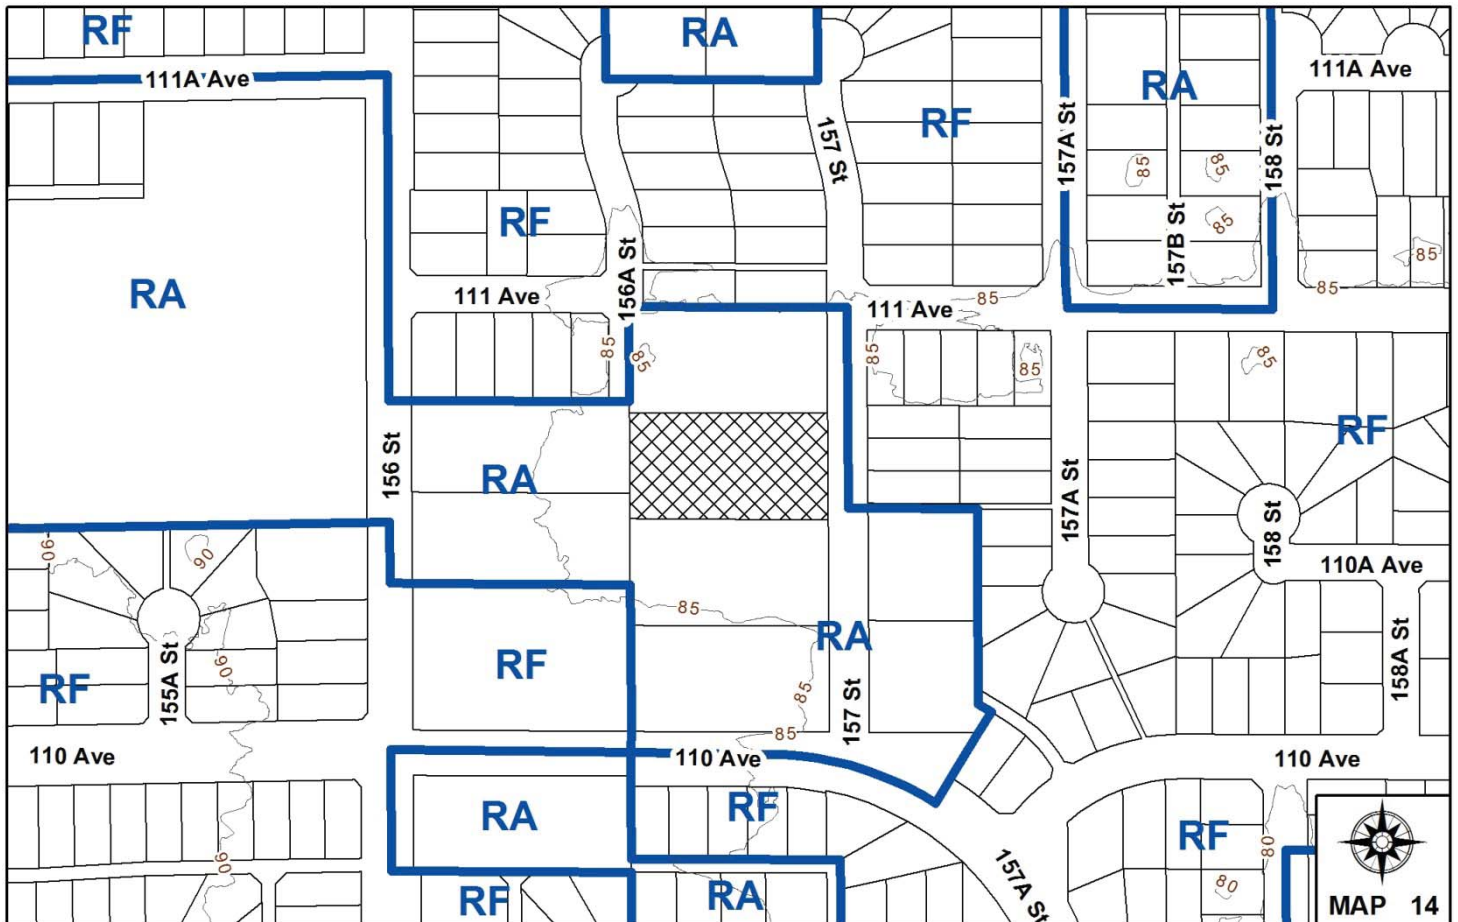 RF
RA
111A Ave
111A Ave
RA
157 St
RF
157A St
158 St
85
85
RF
85
157B St
156A St
85
RA
111 Ave
85
85
111 Ave
85
85
85
85
85
RF
156 St
RA
157A St
158 St
90
90
110A Ave
85
RA
158A St
155A St
90
RF
RF
85
157 St
85
110 Ave
110 Ave
110 Ave
RA
RF
RF
80
90
157A St
80
RF
RA
MAP 14